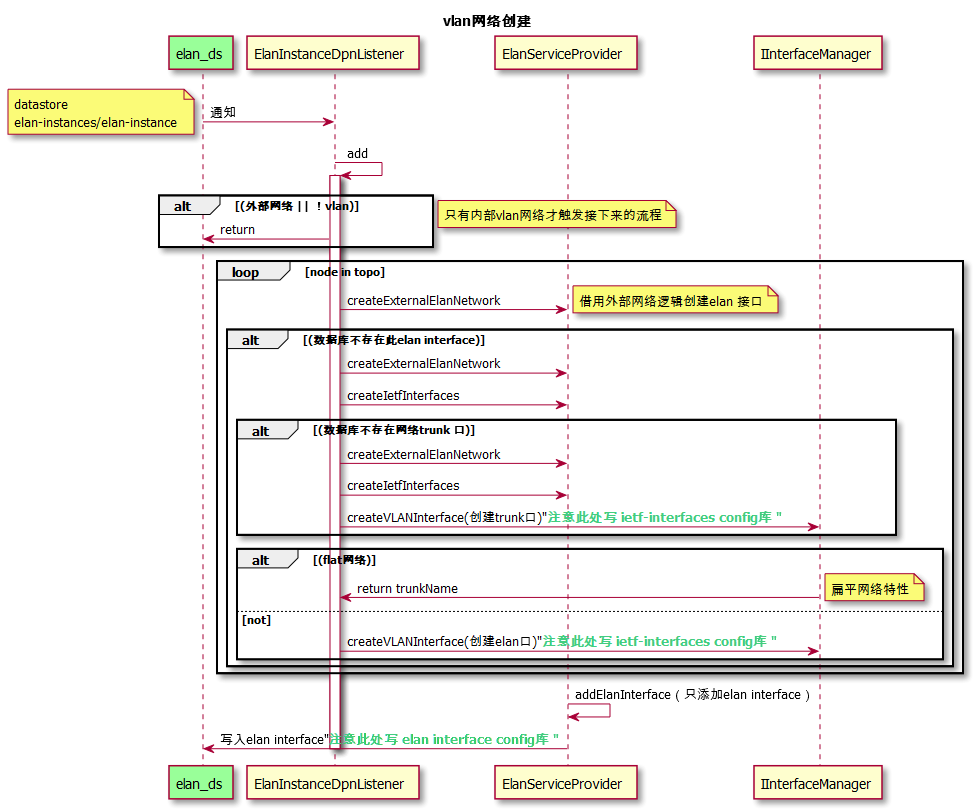 vlan网络创建
elan_ds
ElanInstanceDpnListener
ElanServiceProvider
IInterfaceManager
datastore
elan-instances/elan-instance
通知
add
alt
[(外部网络 || ！vlan)]
只有内部vlan网络才触发接下来的流程
return
loop
[node in topo]
createExternalElanNetwork
借用外部网络逻辑创建elan 接口
alt
[(数据库不存在此elan interface)]
createExternalElanNetwork
createIetfInterfaces
alt
[(数据库不存在网络trunk 口)]
createExternalElanNetwork
createIetfInterfaces
createVLANInterface(创建trunk口)"注意此处写 ietf-interfaces config库 "
alt
[(flat网络)]
return trunkName
扁平网络特性
[not]
createVLANInterface(创建elan口)"注意此处写 ietf-interfaces config库 "
addElanInterface（只添加elan interface）
写入elan interface"注意此处写 elan interface config库 "
elan_ds
ElanInstanceDpnListener
ElanServiceProvider
IInterfaceManager